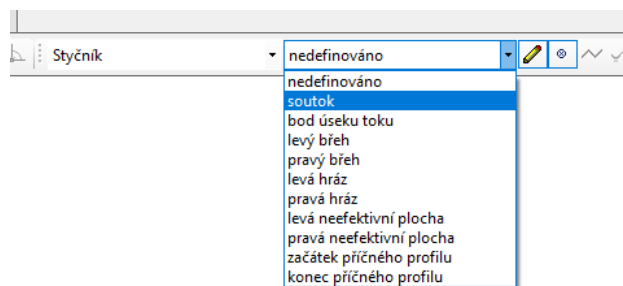 Styčník
nedefinováno
nedefinováno
soutok
bod úseku toku
levý břeh
pravý břeh
levá hráz
pravá hráz
levá neefektivní plocha
pravá neefektivní plocha
začátek příčného profilu
konec příčného profilu